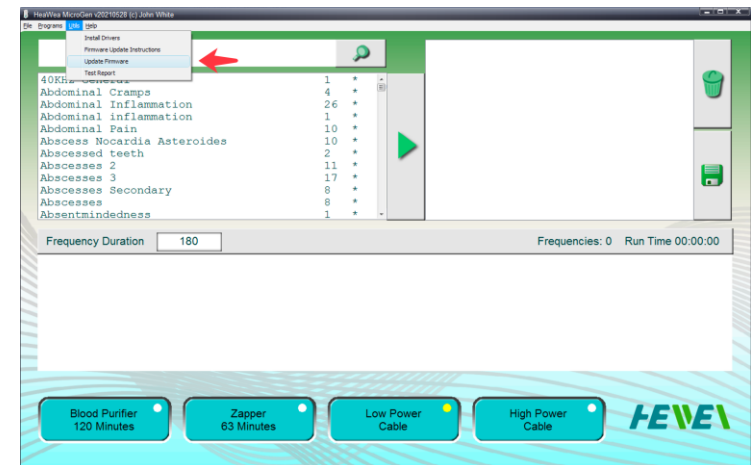 HeaWea MicroGen v20210528 (c) John White
File Programs Utils Help
Install Drivers
Firmware Update Instructions
Update Firmware
Test Report
40KHz General 1 *
Abdominal Cramps 4 *
Abdominal Inflammation 26 *
Abdominal inflammation 1 *
Abdominal Pain 10 *
Abscess Nocardia Asteroides 10 *
Abscessed teeth 2 *
Abscesses 2 11 *
Abscesses 3 17 *
Abscesses Secondary 8 *
Abscesses 8 *
Absentmindedness 1 *
Frequency Duration 180 Frequencies: 0 Run Time 00:00:00
Blood Purifier
120 Minutes
Zapper
63 Minutes
Low Power
Cable
High Power
Cable